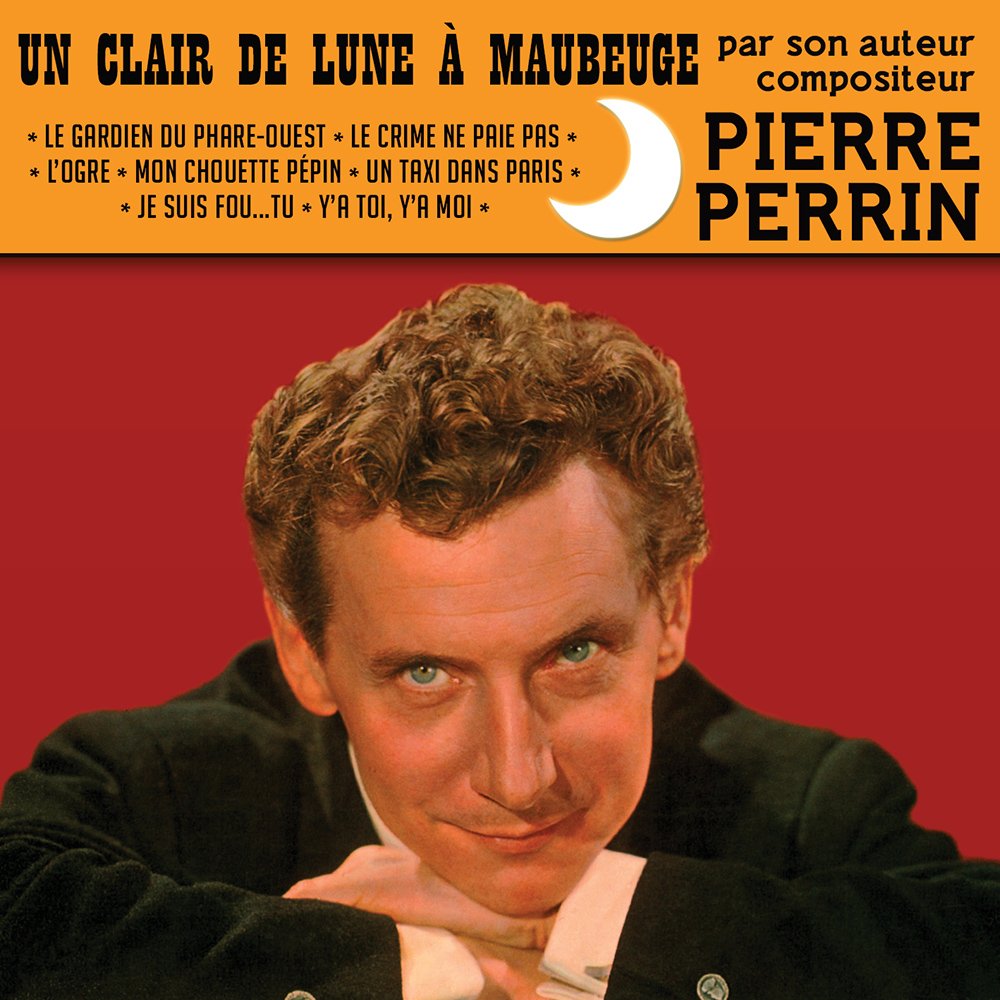 UN CLAIR DE LUNE À MAUBEUGE
par son auteur
compositeur
PIERRE
PERRIN
* LE GARDIEN DU PHARE-OUEST * LE CRIME NE PAIE PAS *
* L'OGRE * MON CHOUETTE PÉPIN * UN TAXI DANS PARIS *
* JE SUIS FOU...TU * Y'A TOI, Y'A MOI *